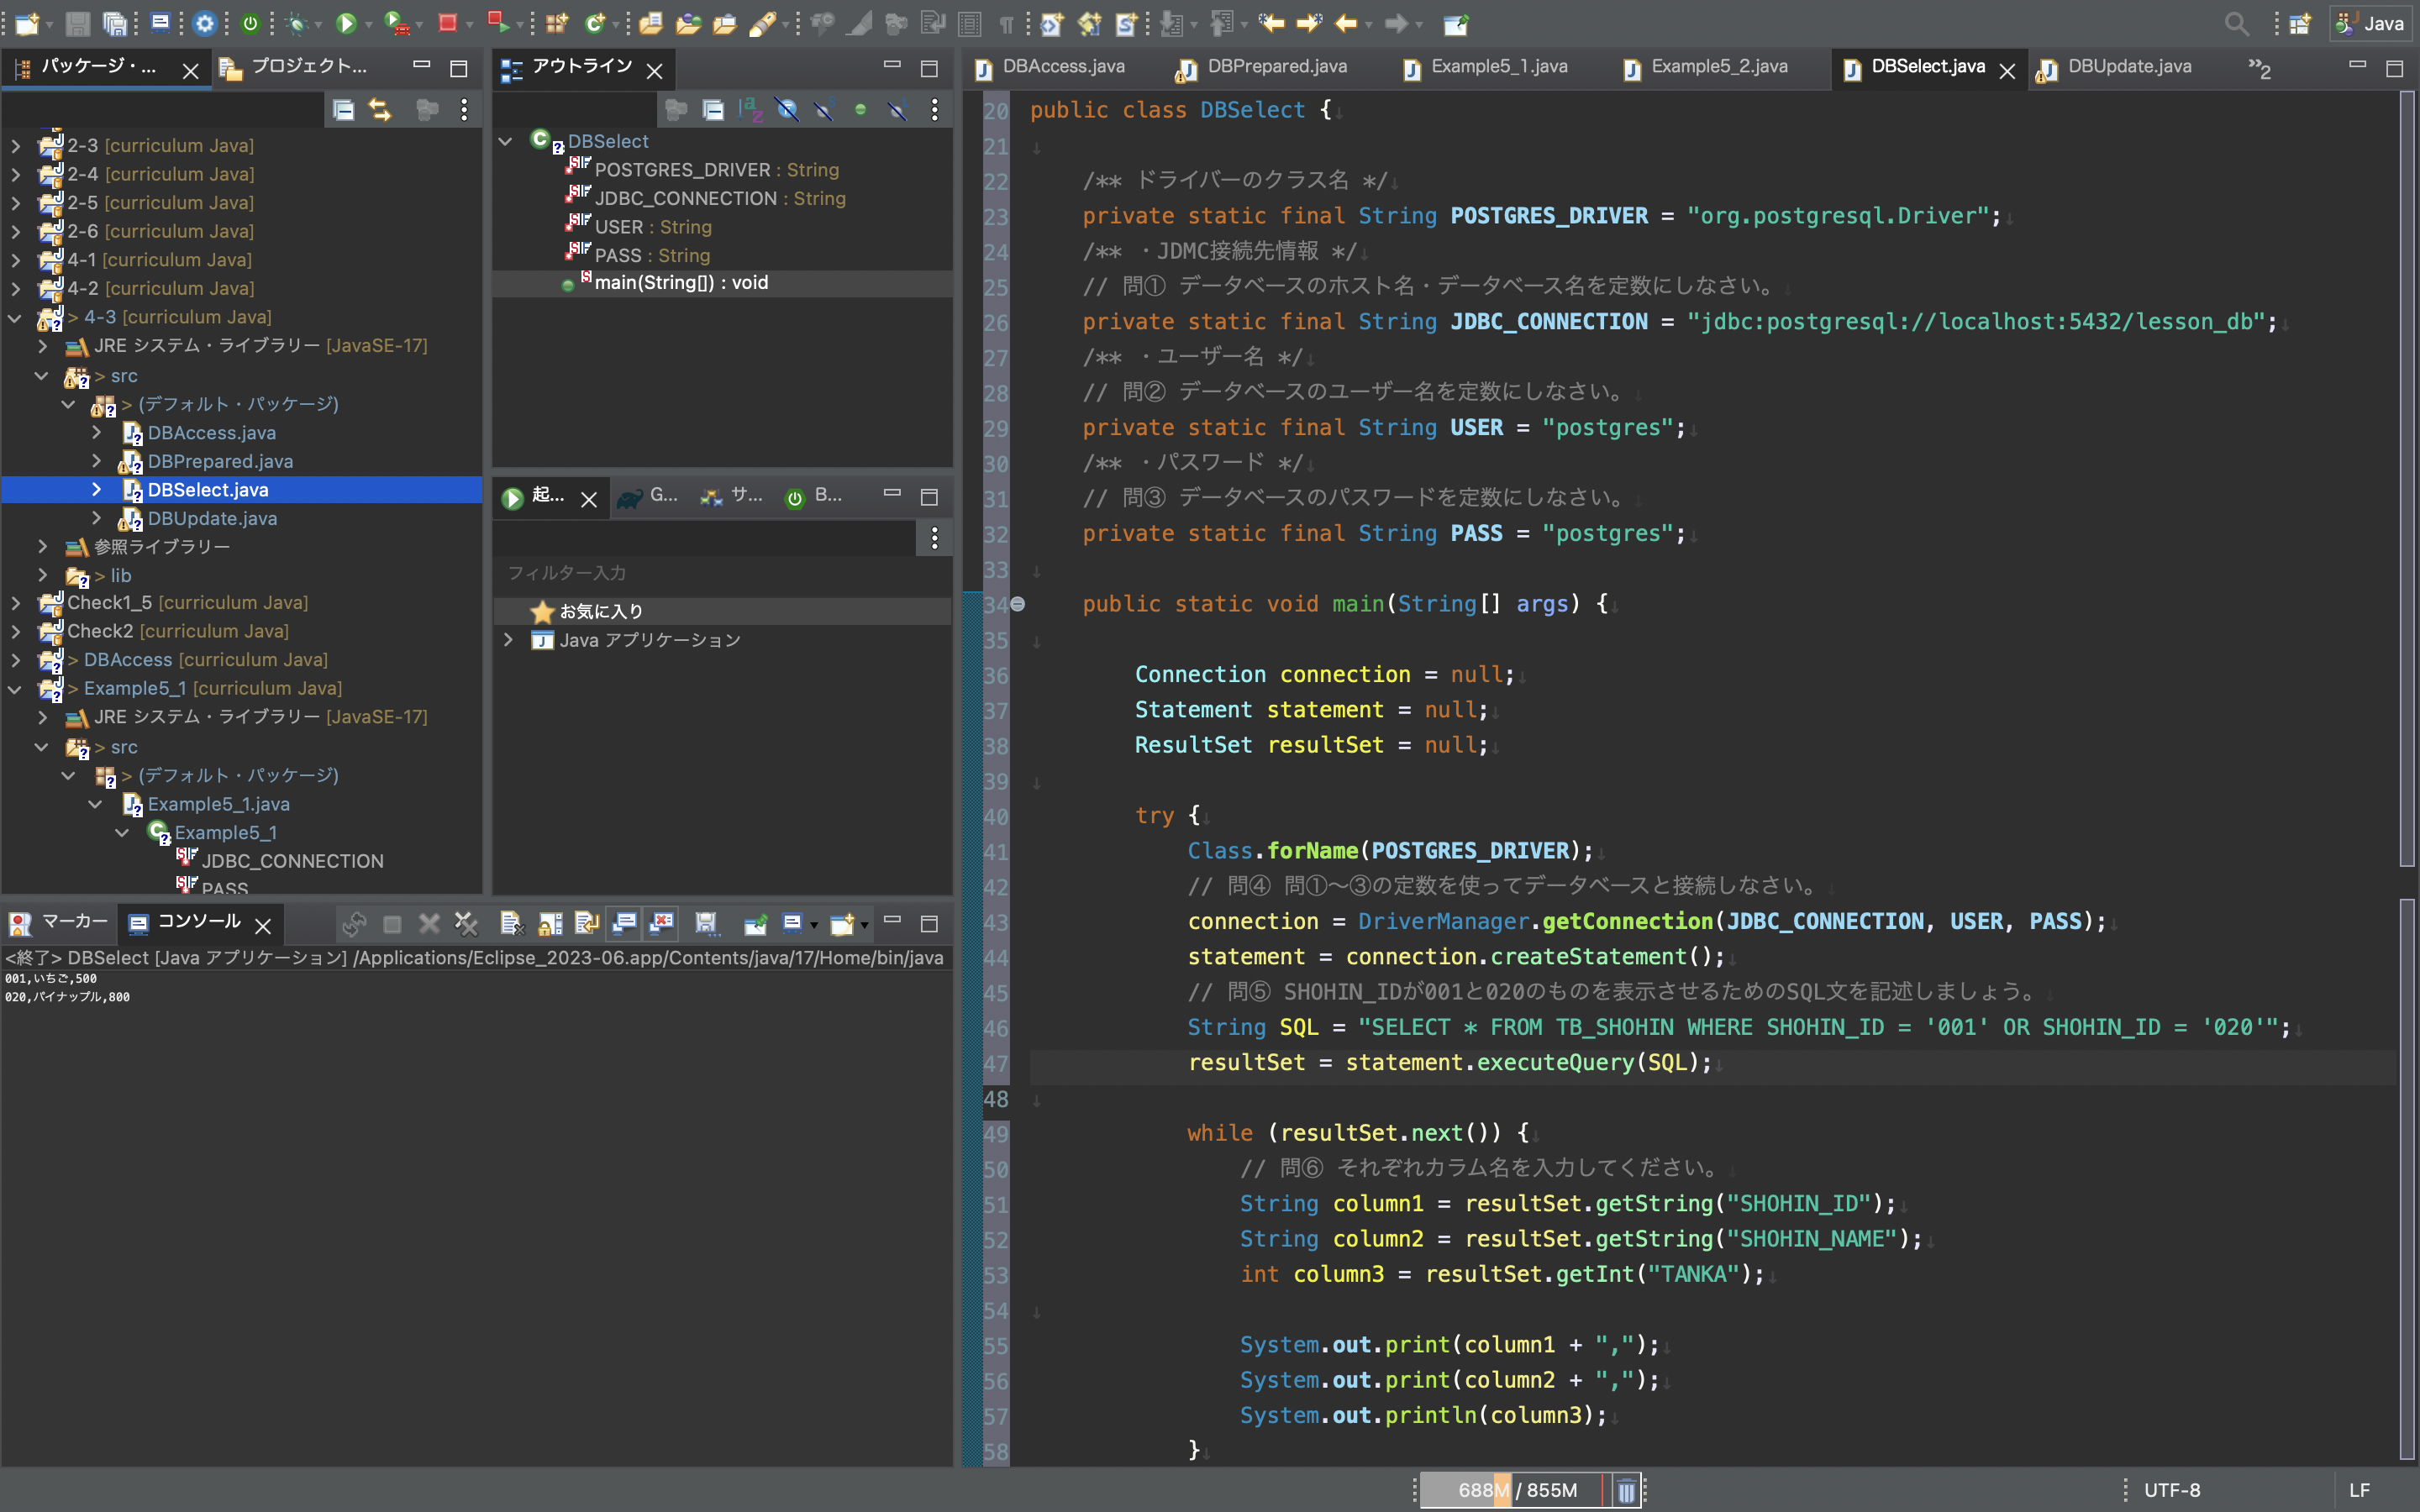 Java
パッケージ・...
プロジェクト...
2-3 [curriculum Java]
2-4 [curriculum Java]
2-5 [curriculum Java]
2-6 [curriculum Java]
4-1 [curriculum Java]
4-2 [curriculum Java]
> 4-3 [curriculum Java]
JRE システム・ライブラリー [JavaSE-17]
> src
> (デフォルト・パッケージ)
DBAccess.java
DBPrepared.java
DBSelect.java
DBUpdate.java
参照ライブラリー
> lib
Check1_5 [curriculum Java]
Check2 [curriculum Java]
> DBAccess [curriculum Java]
> Example5_1 [curriculum Java]
JRE システム・ライブラリー [JavaSE-17]
> src
> (デフォルト・パッケージ)
Example5_1.java
Example5_1
JDBC_CONNECTION
PASS
アウトライン
DBSelect
POSTGRES_DRIVER : String
JDBC_CONNECTION : String
USER : String
PASS : String
main(String[]) : void
起...
G...
サ...
B...
フィルター入力
お気に入り
Java アプリケーション
マーカー
コンソール
<終了> DBSelect [Java アプリケーション] /Applications/Eclipse_2023-06.app/Contents/java/17/Home/bin/java
001,いちご,500
020,パイナップル,800
DBAccess.java
DBPrepared.java
Example5_1.java
Example5_2.java
DBSelect.java
DBUpdate.java
»2
20 public class DBSelect {↓
21 ↓
22 /** ドライバーのクラス名 */↓
23 private static final String POSTGRES_DRIVER = "org.postgresql.Driver";↓
24 /** ・JDMC接続先情報 */↓
25 // 問① データベースのホスト名・データベース名を定数にしなさい。↓
26 private static final String JDBC_CONNECTION = "jdbc:postgresql://localhost:5432/lesson_db";↓
27 /** ・ユーザー名 */↓
28 // 問② データベースのユーザー名を定数にしなさい。↓
29 private static final String USER = "postgres";↓
30 /** ・パスワード */↓
31 // 問③ データベースのパスワードを定数にしなさい。↓
32 private static final String PASS = "postgres";↓
33 ↓
34 public static void main(String[] args) {↓
35 ↓
36 Connection connection = null;↓
37 Statement statement = null;↓
38 ResultSet resultSet = null;↓
39 ↓
40 try {↓
41 Class.forName(POSTGRES_DRIVER);↓
42 // 問④ 問①〜③の定数を使ってデータベースと接続しなさい。↓
43 connection = DriverManager.getConnection(JDBC_CONNECTION, USER, PASS);↓
44 statement = connection.createStatement();↓
45 // 問⑤ SHOHIN_IDが001と020のものを表示させるためのSQL文を記述しましょう。↓
46 String SQL = "SELECT * FROM TB_SHOHIN WHERE SHOHIN_ID = '001' OR SHOHIN_ID = '020'";↓
47 resultSet = statement.executeQuery(SQL);↓
48 ↓
49 while (resultSet.next()) {↓
50 // 問⑥ それぞれカラム名を入力してください。↓
51 String column1 = resultSet.getString("SHOHIN_ID");↓
52 String column2 = resultSet.getString("SHOHIN_NAME");↓
53 int column3 = resultSet.getInt("TANKA");↓
54 ↓
55 System.out.print(column1 + ",");↓
56 System.out.print(column2 + ",");↓
57 System.out.println(column3);↓
58 }↓
688M / 855M
UTF-8
LF